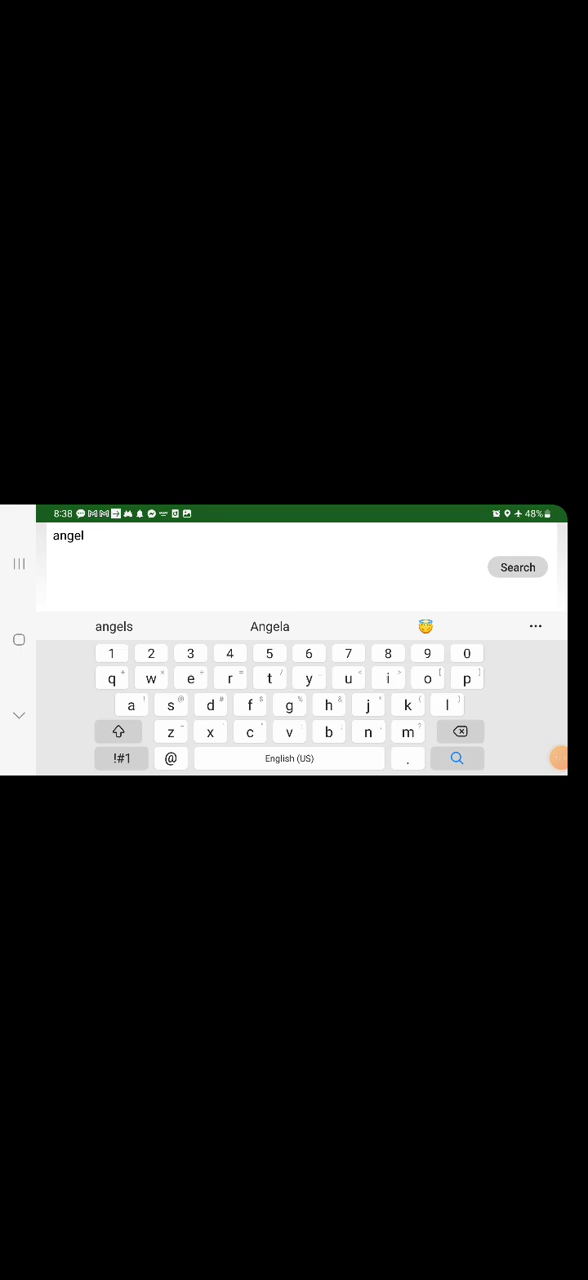 8:38 48%
angel
Search
angels Angela 😇 ...
1 2 3 4 5 6 7 8 9 0
q w e r t y u i o p
a s d f g h j k l
z x c v b n m
!#1 @ English (US) .